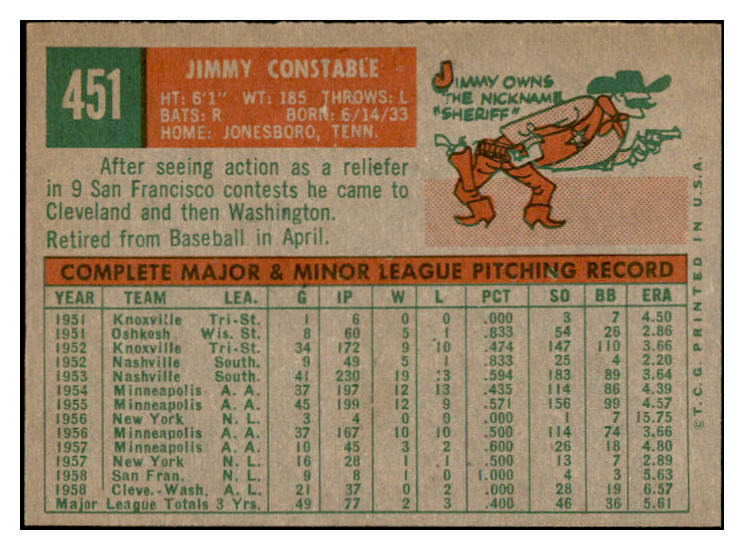 451
JIMMY CONSTABLE
HT: 6'1" WT: 185 THROWS: L
BATS: R BORN: 6/14/33
HOME: JONESBORO, TENN.
JIMMY OWNS
THE NICKNAME
"SHERIFF"
After seeing action as a reliefer
in 9 San Francisco contests he came to
Cleveland and then Washington.
Retired from Baseball in April.
COMPLETE MAJOR & MINOR LEAGUE PITCHING RECORD
YEAR TEAM LEA. G IP W L PCT SO BB ERA
1951 Knoxville Tri-St. 1 6 0 0 .000 3 7 4.50
1951 Oshkosh Wis. St. 8 60 5 1 .833 54 26 2.86
1952 Knoxville Tri-St. 34 172 9 10 .474 147 110 3.66
1952 Nashville South. 9 49 5 1 .833 25 4 2.20
1953 Nashville South. 41 230 19 13 .594 183 89 3.64
1954 Minneapolis A. A. 37 197 12 13 .435 114 86 4.39
1955 Minneapolis A. A. 45 199 12 9 .571 156 99 4.57
1956 New York N. L. 3 4 0 0 .000 1 7 15.75
1956 Minneapolis A. A. 37 167 10 10 .500 114 74 3.66
1957 Minneapolis A. A. 10 45 3 2 .600 26 18 4.80
1957 New York N. L. 16 28 1 1 .500 13 7 2.89
1958 San Fran. N. L. 9 8 1 0 1.000 4 3 5.63
1958 Cleve.-Wash. A. L. 21 37 0 2 .000 28 19 6.57
Major League Totals 3 Yrs. 49 77 2 3 .400 46 36 5.61
© T.C.G. PRINTED IN U.S.A.